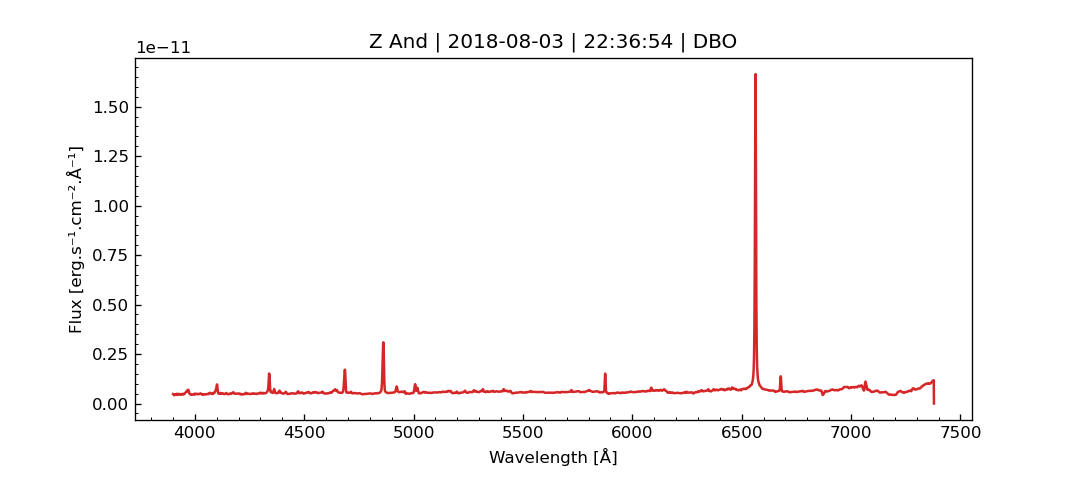 Z And | 2018-08-03 | 22:36:54 | DBO
1e−11
1.50
1.25
1.00
0.75
0.50
0.25
0.00
Flux [erg.s⁻¹.cm⁻².Å⁻¹]
4000 4500 5000 5500 6000 6500 7000 7500
Wavelength [Å]